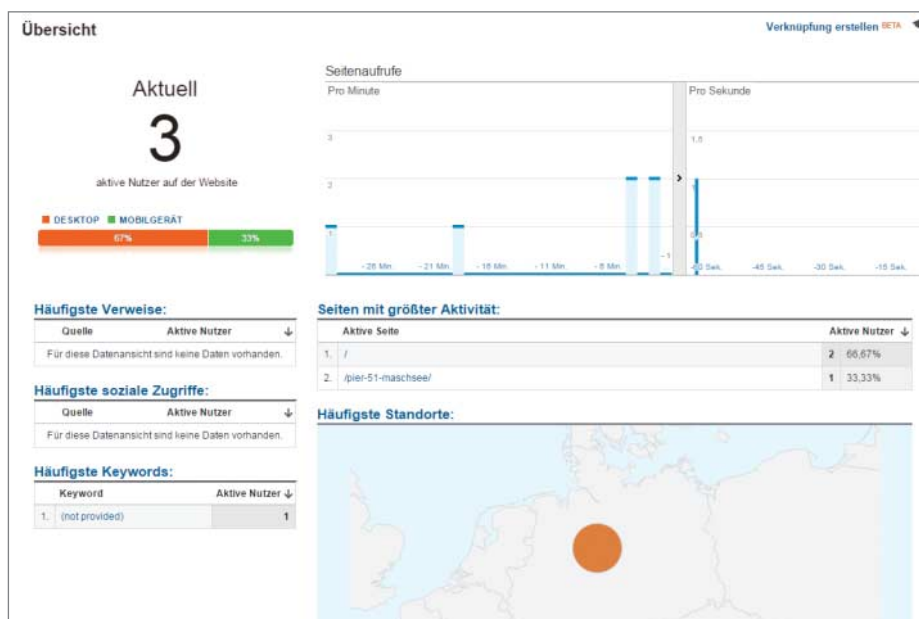 Übersicht
Verknüpfung erstellen BETA
Aktuell
3
aktive Nutzer auf der Website
DESKTOP MOBILGERÄT
67% 33%
Seitenaufrufe
Pro Minute
3
2
1
- 26 Min. - 21 Min. - 16 Min. - 11 Min. - 6 Min. - 1
Pro Sekunde
1,5
1
0,5
-60 Sek. -45 Sek. -30 Sek. -15 Sek.
Häufigste Verweise:
Quelle Aktive Nutzer
Für diese Datenansicht sind keine Daten vorhanden.
Häufigste soziale Zugriffe:
Quelle Aktive Nutzer
Für diese Datenansicht sind keine Daten vorhanden.
Häufigste Keywords:
Keyword Aktive Nutzer
1. (not provided) 1
Seiten mit größter Aktivität:
Aktive Seite Aktive Nutzer
1. / 2 66,67%
2. /pier-51-maschsee/ 1 33,33%
Häufigste Standorte: